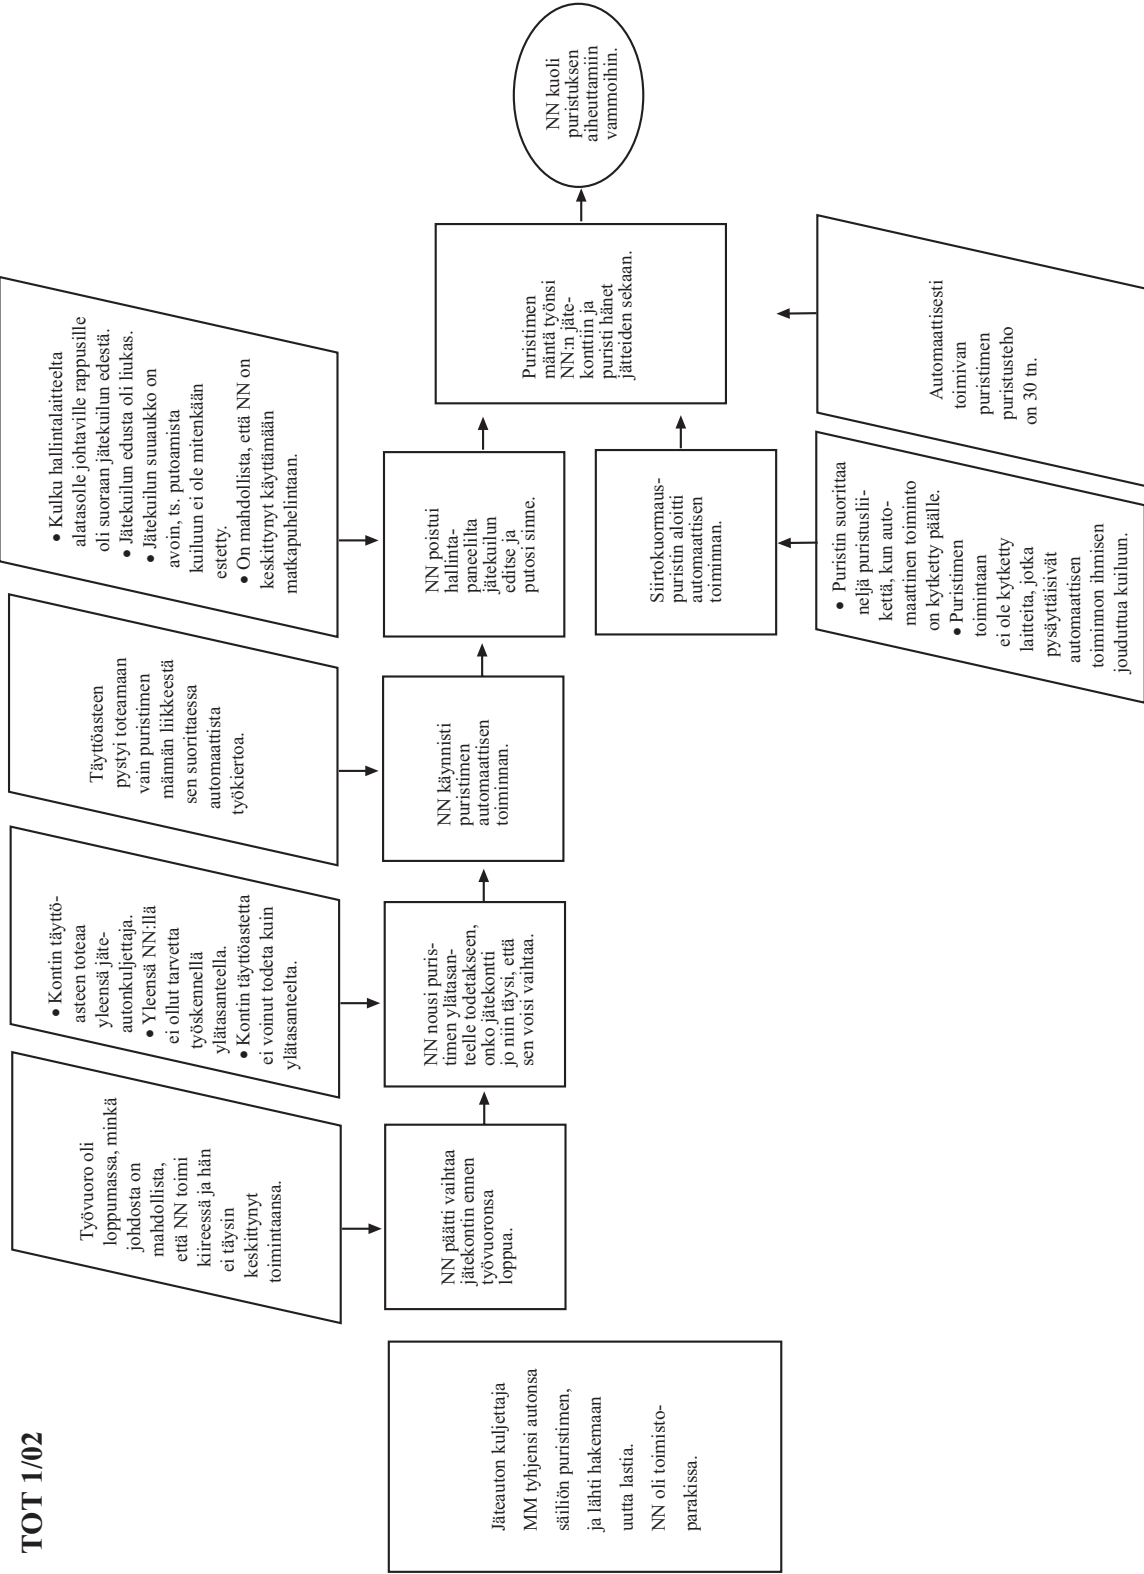 TOT 1/02
Jäteauton kuljettaja
MM tyhjensi autonsa
säiliön puristimen,
ja lähti hakemaan
uutta lastia.
NN oli toimisto-
parakissa.
Työvuoro oli
loppumassa, minkä
johdosta on
mahdollista,
että NN toimi
kiireessä ja hän
ei täysin
keskittynyt
toimintaansa.
NN päätti vaihtaa
jätekontin ennen
työvuoronsa
loppua.
• Kontin täyttö-
asteen toteaa
yleensä jäte-
autonkuljettaja.
• Yleensä NN:llä
ei ollut tarvetta
työskennellä
ylätasanteella.
• Kontin täyttöastetta
ei voinut todeta kuin
ylätasanteelta.
NN nousi puris-
timen ylätasan-
teelle todetakseen,
onko jätekontti
jo niin täysi, että
sen voisi vaihtaa.
Täyttöasteen
pystyi toteamaan
vain puristimen
männän liikkeestä
sen suorittaessa
automaattista
työkiertoa.
NN käynnisti
puristimen
automaattisen
toiminnan.
• Kulku hallintalaitteelta
alatasolle johtaville rappusille
oli suoraan jätekuilun edestä.
• Jätekuilun edusta oli liukas.
• Jätekuilun suuaukko on
avoin, ts. putoamista
kuiluun ei ole mitenkään
estetty.
• On mahdollista, että NN on
keskittynyt käyttämään
matkapuhelintaan.
NN poistui
hallinta-
paneelilta
jätekuilun
editse ja
putosi sinne.
Siirtokuormaus-
puristin aloitti
automaattisen
toiminnan.
• Puristin suorittaa
neljä puristuslii-
kettä, kun auto-
maattinen toiminto
on kytketty päälle.
• Puristimen
toimintaan
ei ole kytketty
laitteita, jotka
pysäyttäisivät
automaattisen
toiminnon ihmisen
jouduttua kuiluun.
Puristimen
mäntä työnsi
NN:n jäte-
konttiin ja
puristi hänet
jätteiden sekaan.
Automaattisesti
toimivan
puristimen
puristusteho
on 30 tn.
NN kuoli
puristuksen
aiheuttamiin
vammoihin.